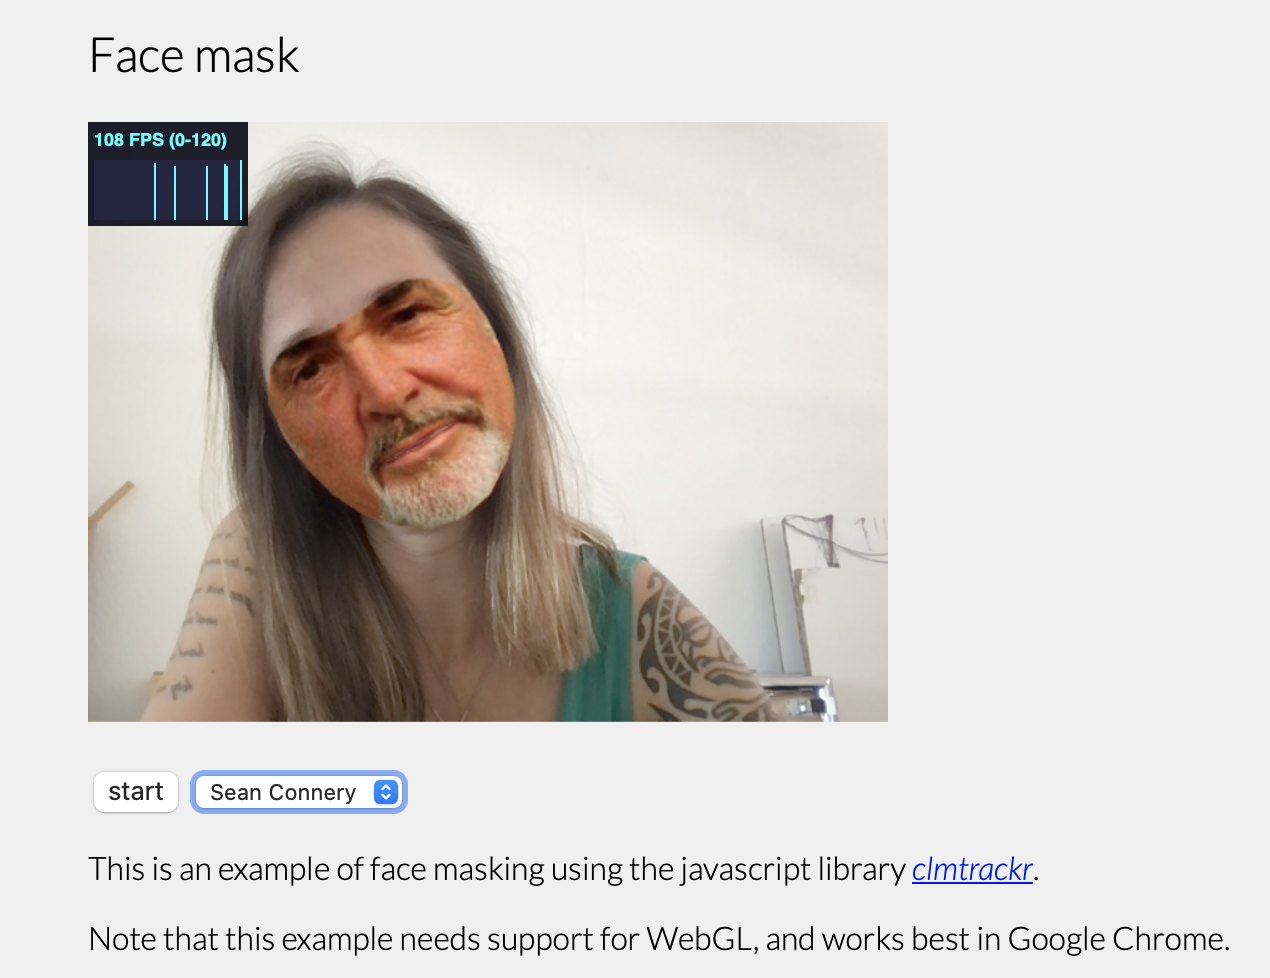 Face mask
108 FPS (0-120)
start
Sean Connery
This is an example of face masking using the javascript library clmtrackr.
Note that this example needs support for WebGL, and works best in Google Chrome.